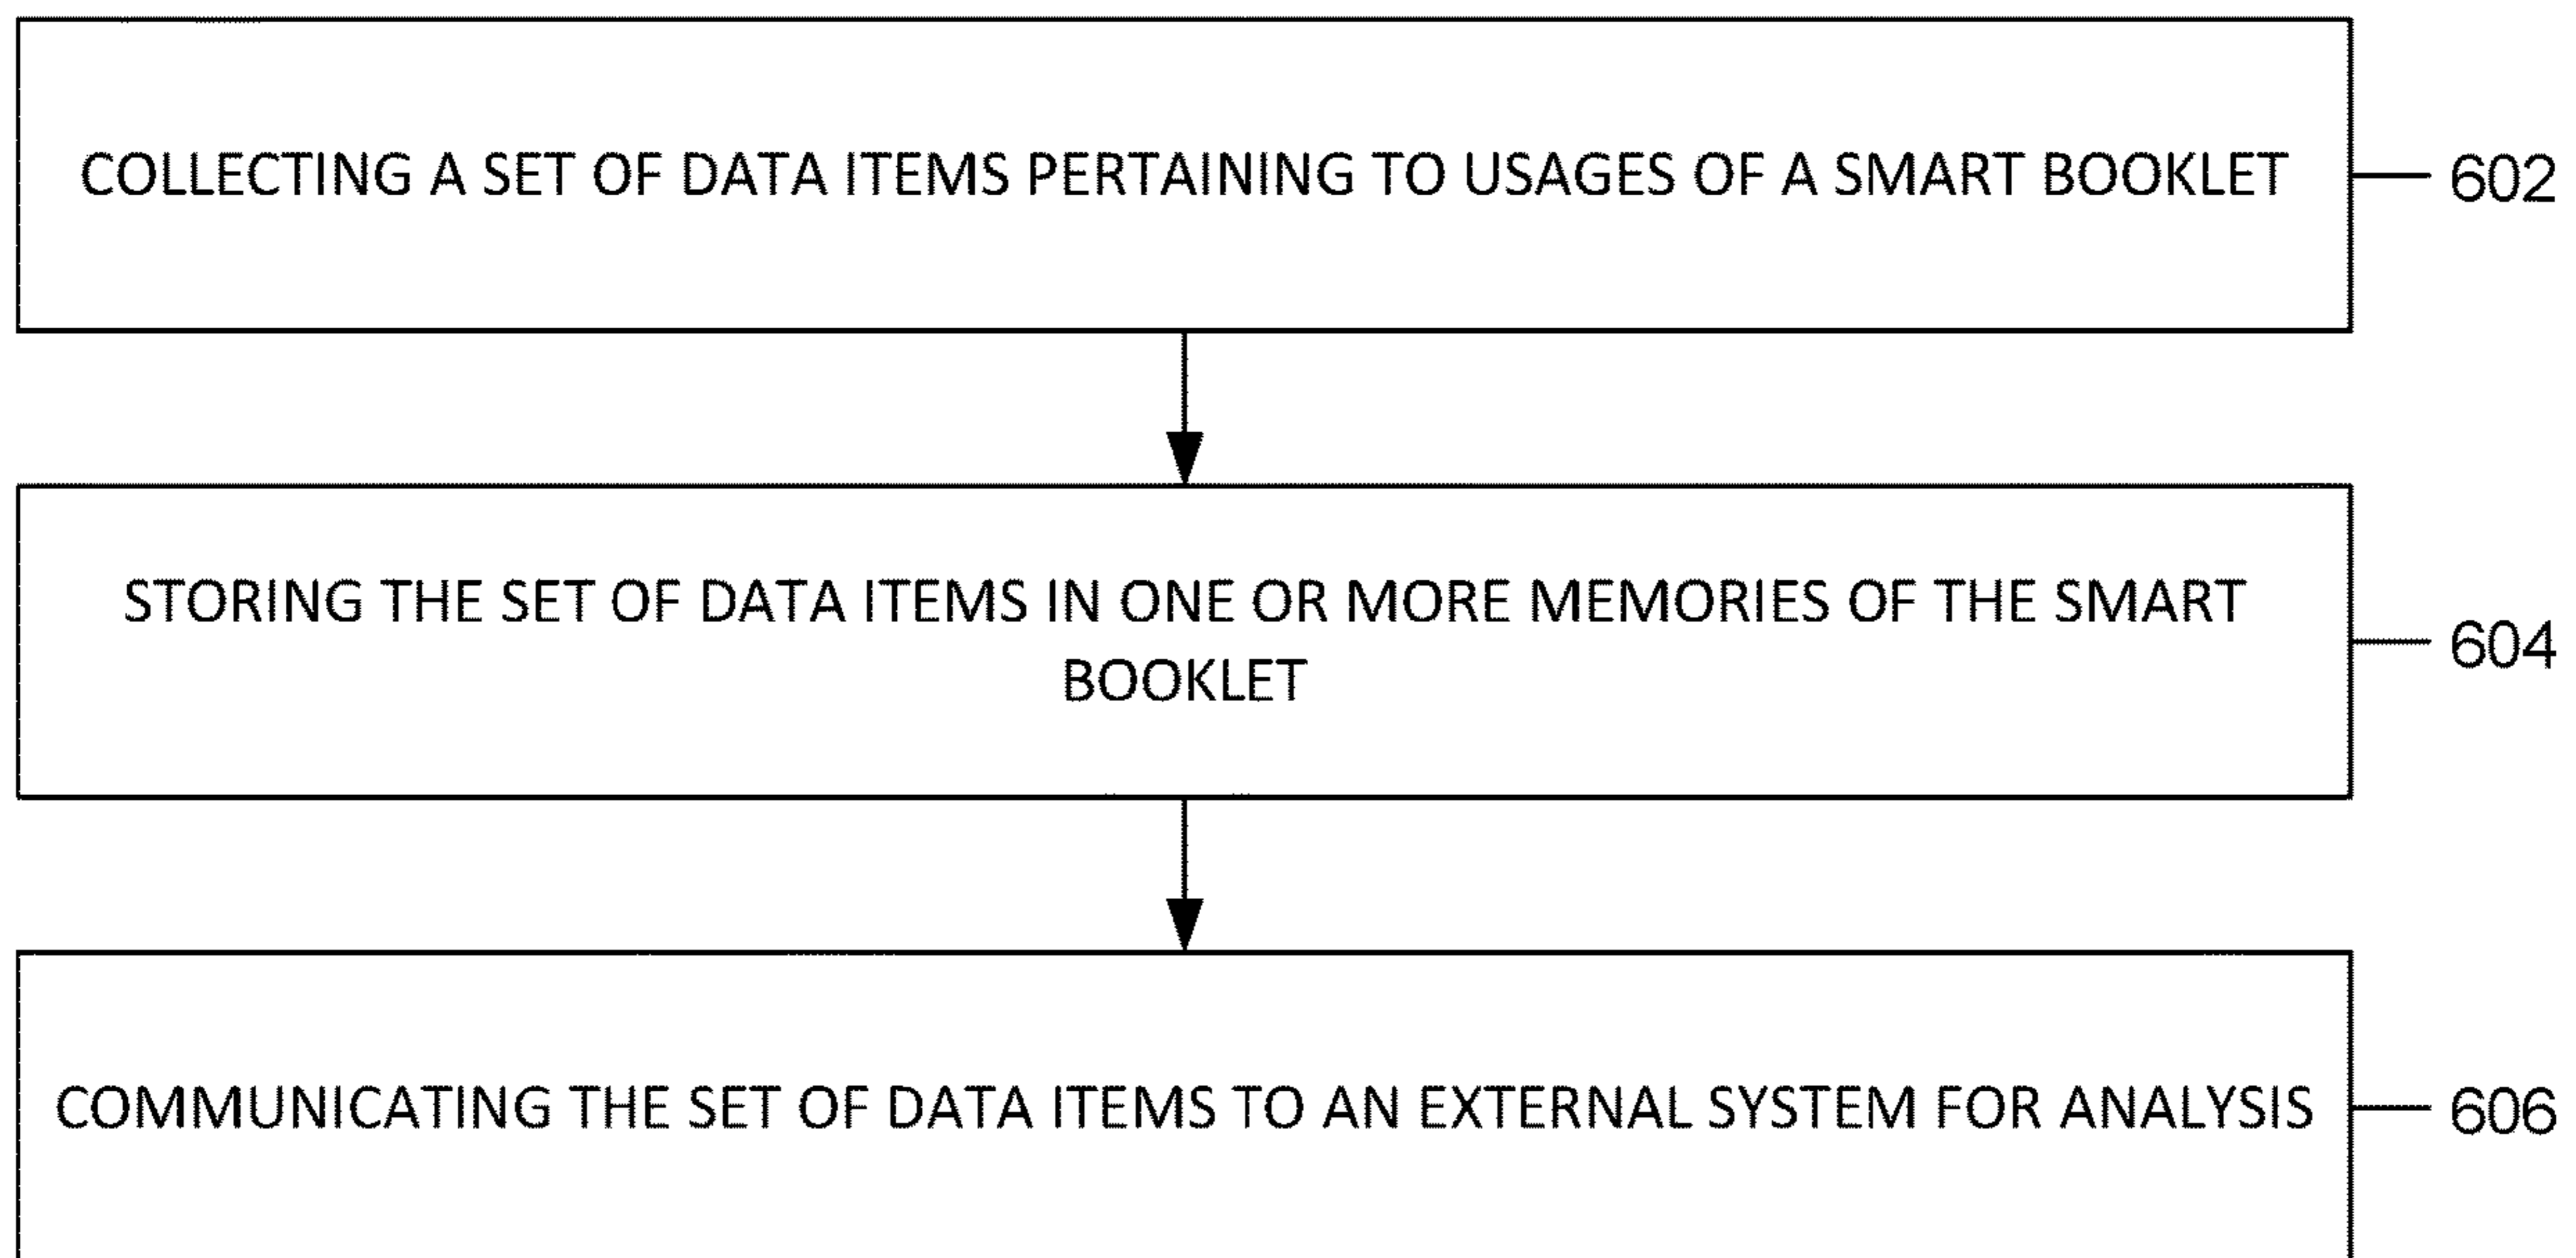 COLLECTING A SET OF DATA ITEMS PERTAINING TO USAGES OF A SMART BOOKLET
602
STORING THE SET OF DATA ITEMS IN ONE OR MORE MEMORIES OF THE SMART
BOOKLET
604
COMMUNICATING THE SET OF DATA ITEMS TO AN EXTERNAL SYSTEM FOR ANALYSIS
606